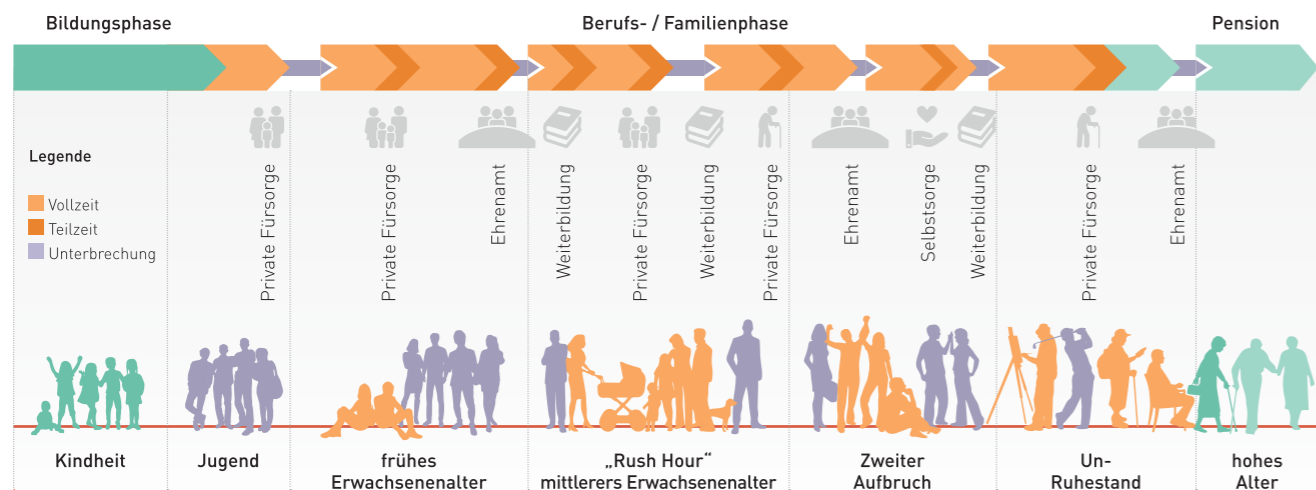 Bildungsphase
Berufs- / Familienphase
Pension
Legende
Vollzeit
Teilzeit
Unterbrechung
Private Fürsorge
Private Fürsorge
Ehrenamt
Weiterbildung
Private Fürsorge
Weiterbildung
Private Fürsorge
Ehrenamt
Selbstsorge
Weiterbildung
Private Fürsorge
Ehrenamt
Kindheit
Jugend
frühes
Erwachsenenalter
„Rush Hour“
mittlerers Erwachsenenalter
Zweiter
Aufbruch
Un-
Ruhestand
hohes
Alter